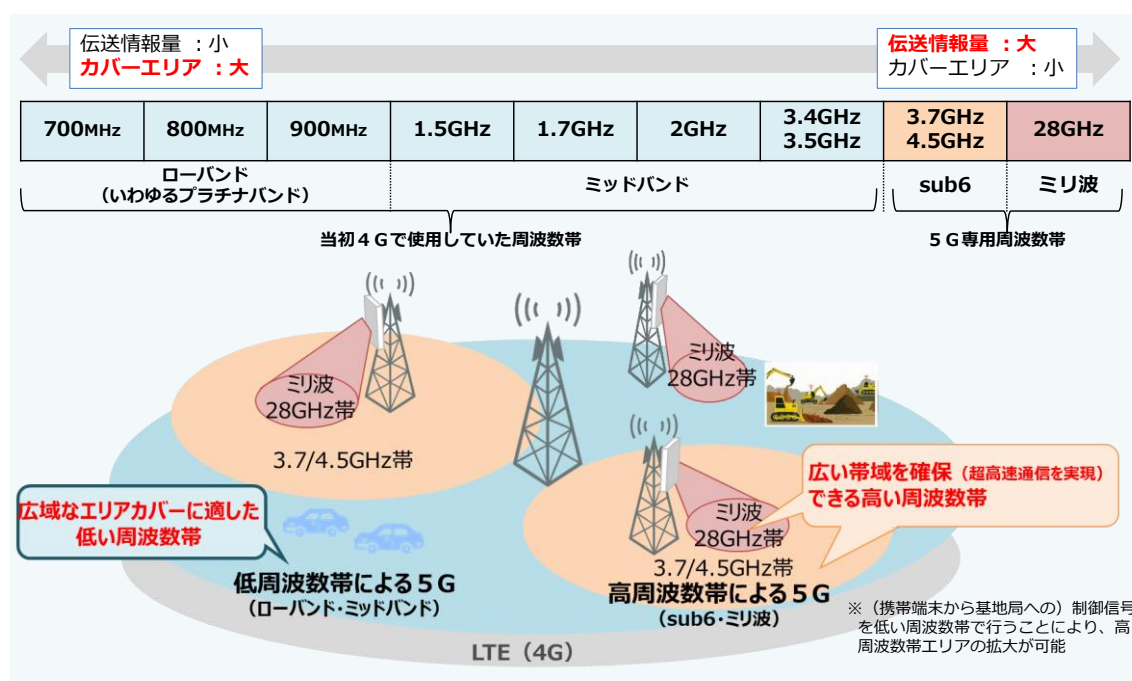 伝送情報量 ：小
カバーエリア ：大
伝送情報量 ：大
カバーエリア ：小
700MHz
800MHz
900MHz
1.5GHz
1.7GHz
2GHz
3.4GHz
3.5GHz
3.7GHz
4.5GHz
28GHz
ローバンド
（いわゆるプラチナバンド）
ミッドバンド
sub6
ミリ波
当初４Ｇで使用していた周波数帯
５Ｇ専用周波数帯
ミリ波
28GHz帯
3.7/4.5GHz帯
ミリ波
28GHz帯
広域なエリアカバーに適した
低い周波数帯
広い帯域を確保（超高速通信を実現）
できる高い周波数帯
ミリ波
28GHz帯
3.7/4.5GHz帯
低周波数帯による５Ｇ
（ローバンド・ミッドバンド）
高周波数帯による５Ｇ
（sub6・ミリ波）
LTE（4G）
※（携帯端末から基地局への）制御信号
を低い周波数帯で行うことにより、高
周波数帯エリアの拡大が可能